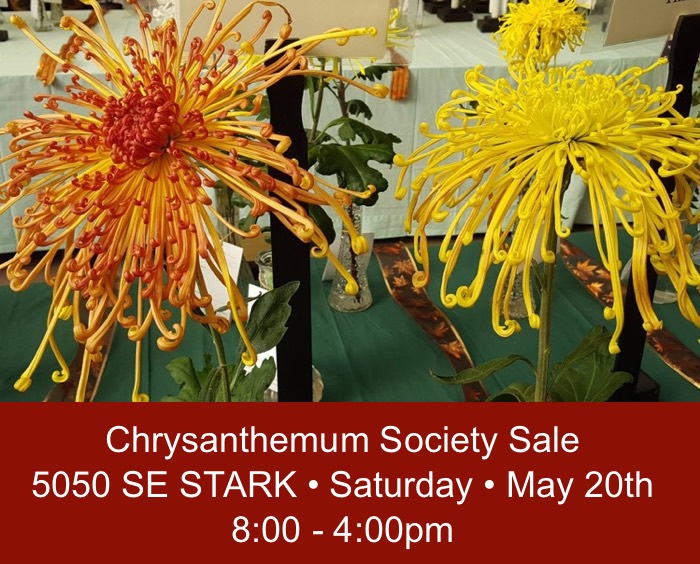 Chrysanthemum Society Sale
5050 SE STARK • Saturday • May 20th
8:00 - 4:00pm